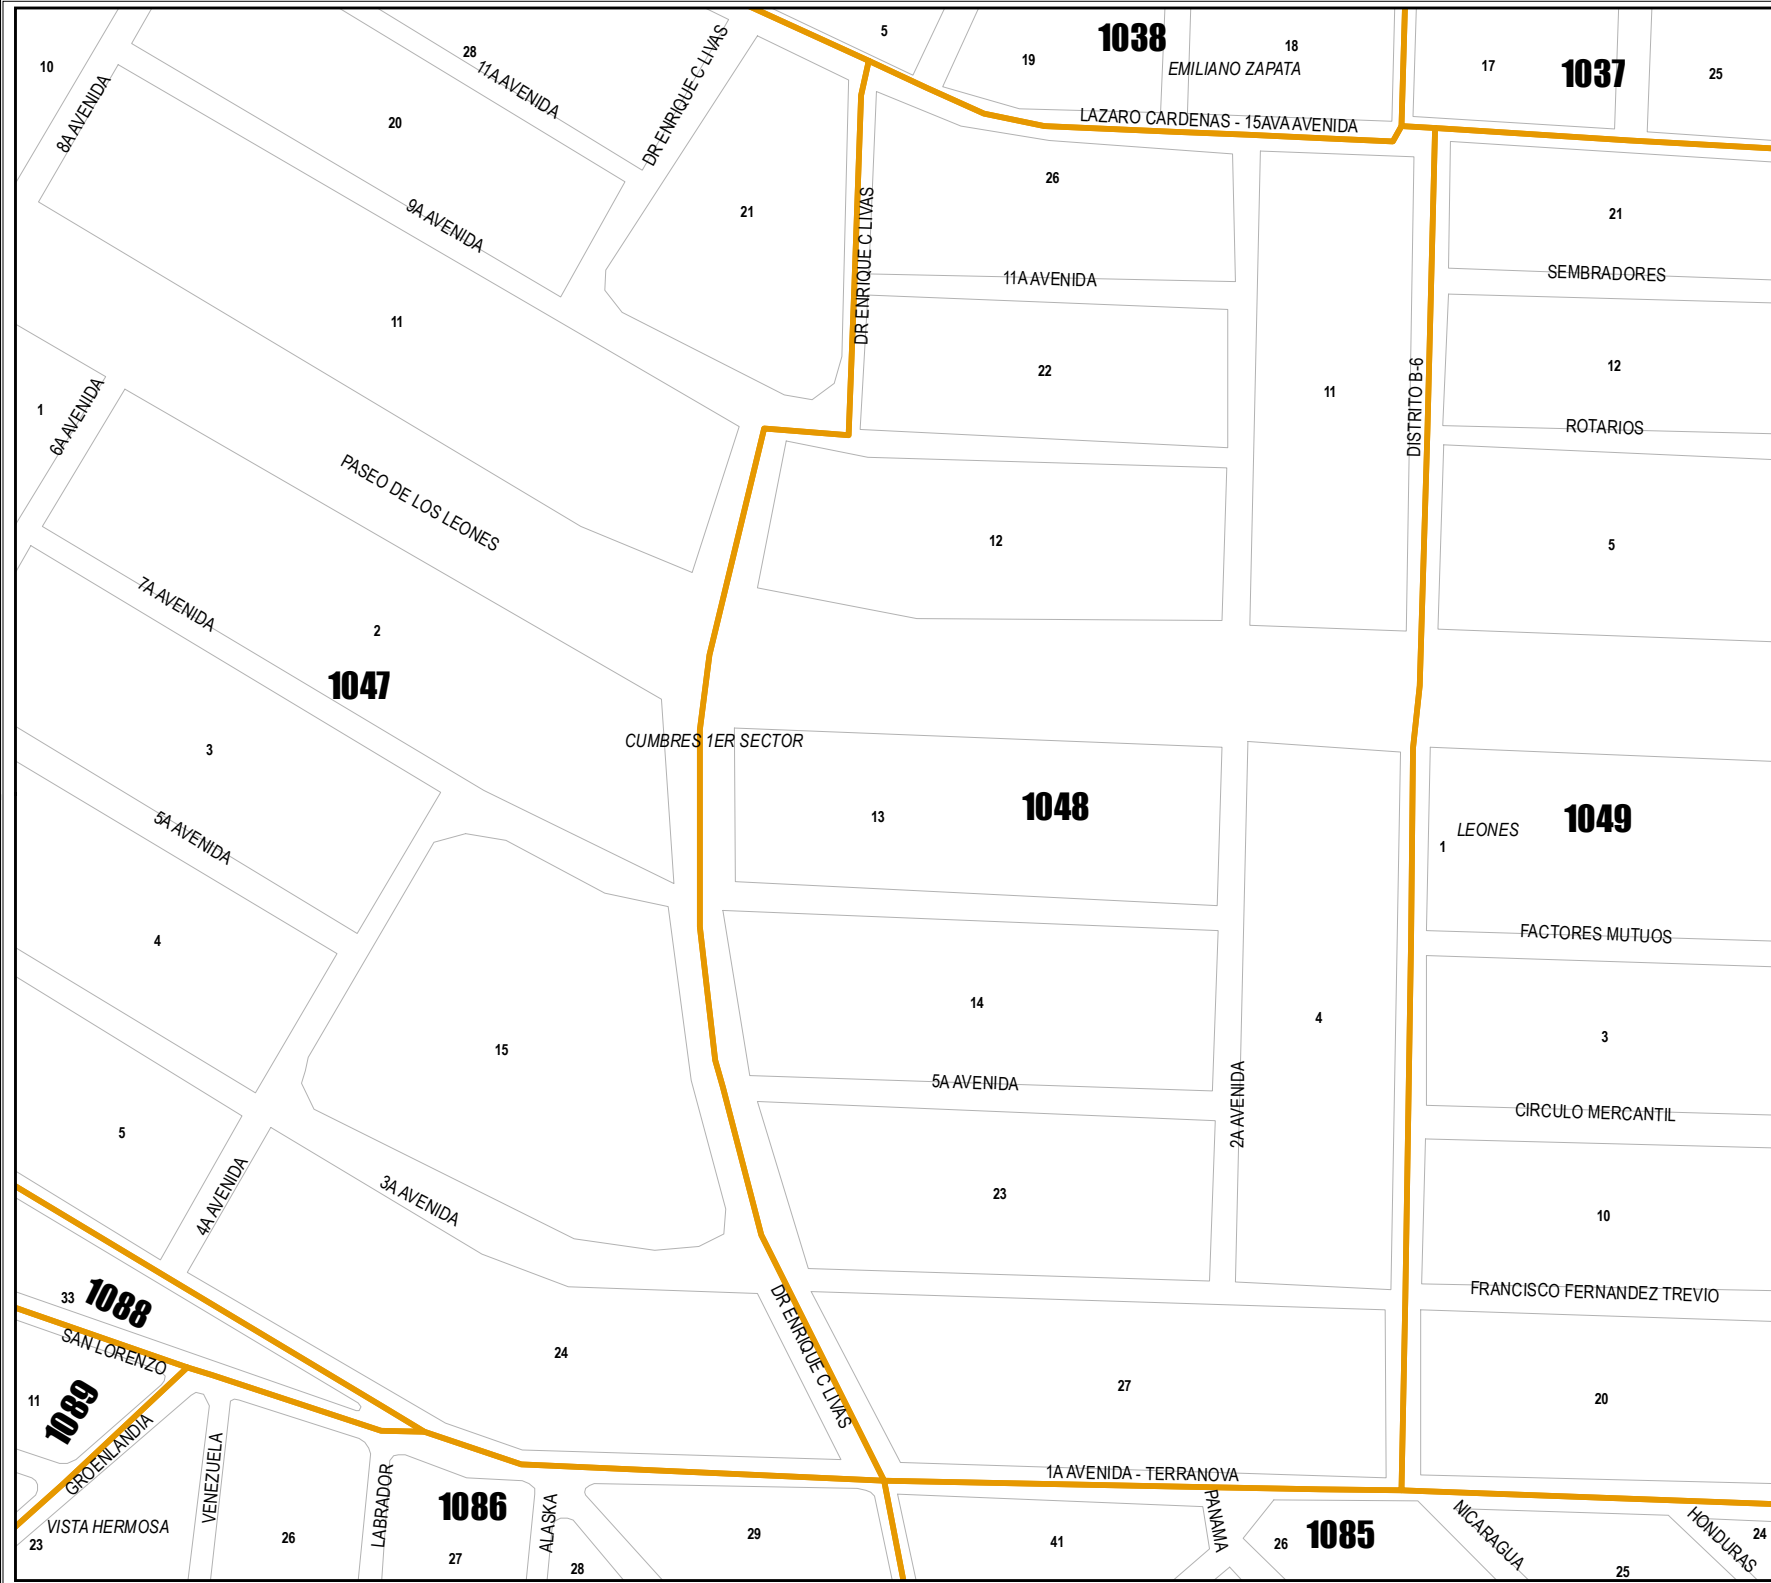 5
1038
18
19
EMILIANO ZAPATA
17
1037
25
10
28
11A AVENIDA
DR ENRIQUE C LIVAS
8A AVENIDA
20
LAZARO CARDENAS - 15AVA AVENIDA
26
9A AVENIDA
21
DR ENRIQUE C LIVAS
21
11A AVENIDA
SEMBRADORES
11
22
11
12
DISTRITO B-6
1
6A AVENIDA
ROTARIOS
PASEO DE LOS LEONES
12
5
7A AVENIDA
2
1047
CUMBRES 1ER SECTOR
3
13
1048
1049
LEONES
1
5A AVENIDA
4
FACTORES MUTUOS
14
4
3
15
5A AVENIDA
2A AVENIDA
CIRCULO MERCANTIL
5
4A AVENIDA
3A AVENIDA
23
10
33
1088
FRANCISCO FERNANDEZ TREVIO
SAN LORENZO
24
DR ENRIQUE C LIVAS
27
20
11
1089
GROENLANDIA
VENEZUELA
LABRADOR
1A AVENIDA - TERRANOVA
1086
ALASKA
PANAMA
1085
NICARAGUA
HONDURAS
24
VISTA HERMOSA
23
26
27
28
29
41
26
25